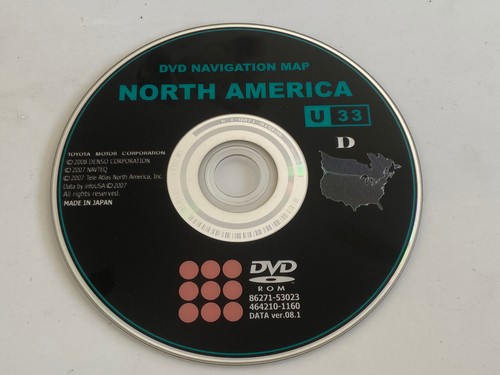 DVD NAVIGATION MAP
NORTH AMERICA
U 33
D
TOYOTA MOTOR CORPORATION
©2008 DENSO CORPORATION
©2007 NAVTEQ
©2007 Tele Atlas North America, Inc.
Data by infoUSA ©2007
All rights reserved.
MADE IN JAPAN
DVD
ROM
86271-53023
464210-1160
DATA ver.08.1